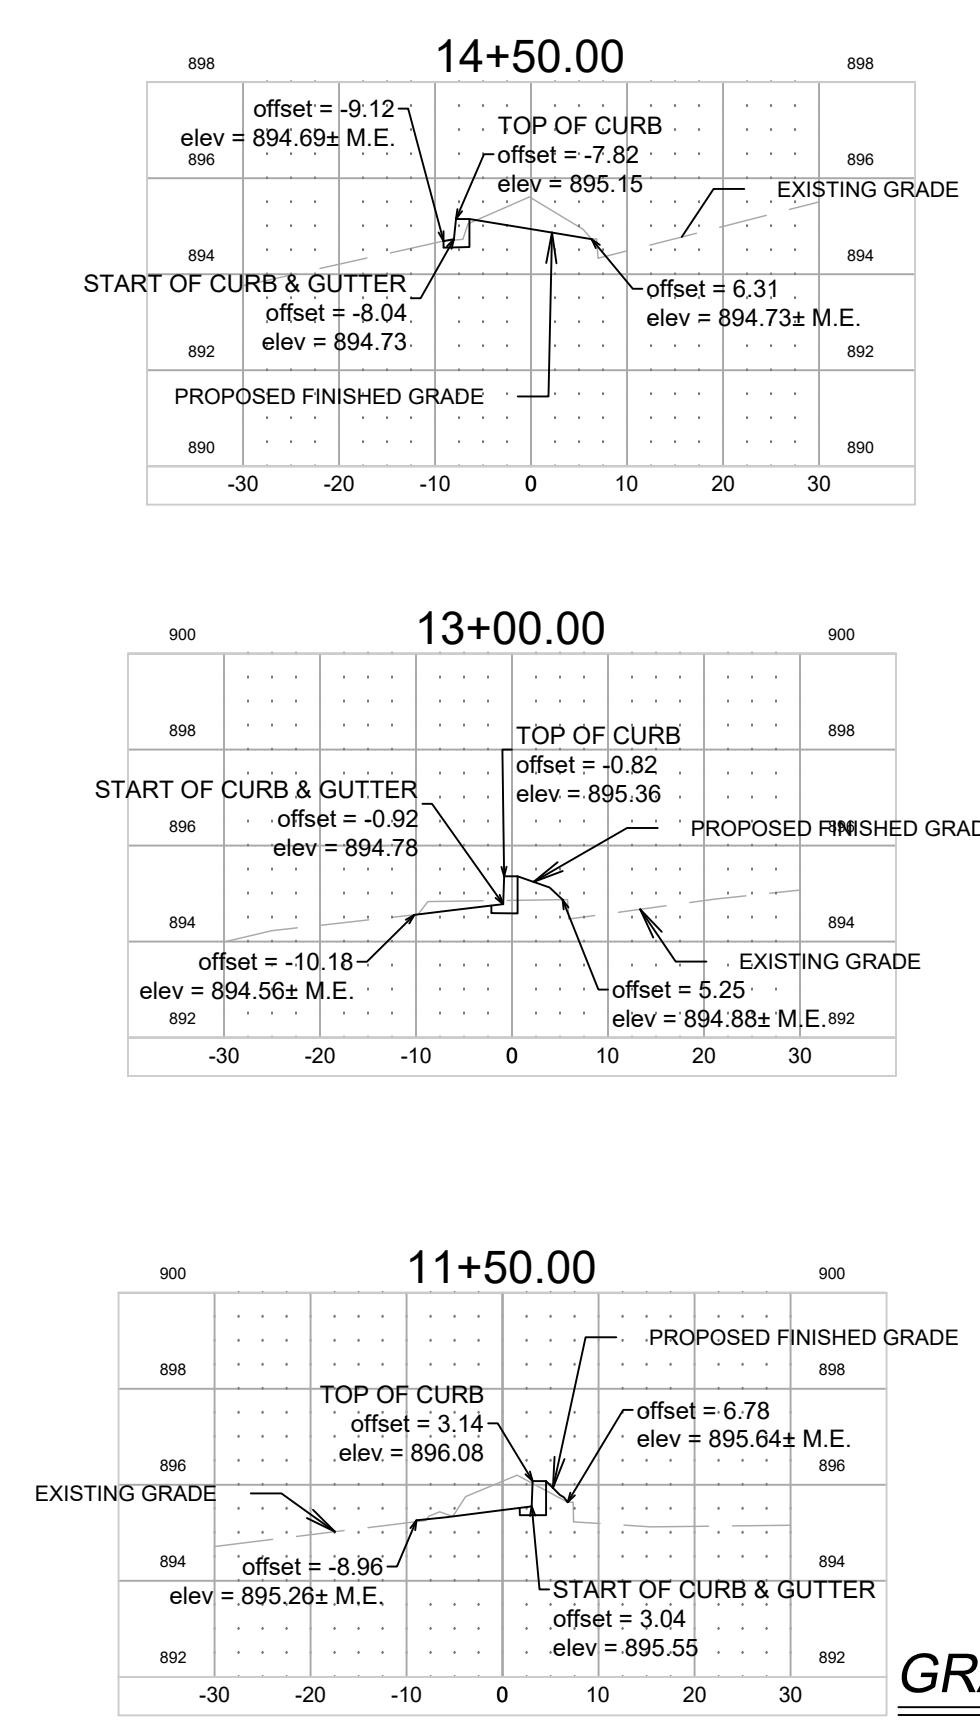 14+50.00
898 898
offset = -9.12
elev = 894.69± M.E.
TOP OF CURB
offset = -7.82
elev = 895.15
896 896
EXISTING GRADE
894 894
START OF CURB & GUTTER
offset = -8.04
elev = 894.73
offset = 6.31
elev = 894.73± M.E.
892 892
PROPOSED FINISHED GRADE
890 890
-30 -20 -10 0 10 20 30
13+00.00
900 900
898 898
TOP OF CURB
offset = -0.82
elev = 895.36
START OF CURB & GUTTER
offset = -0.92
elev = 894.78
896 896
PROPOSED FINISHED GRAD
894 894
offset = -10.18
elev = 894.56± M.E.
EXISTING GRADE
offset = 5.25
elev = 894.88± M.E.
892 892
-30 -20 -10 0 10 20 30
11+50.00
900 900
PROPOSED FINISHED GRADE
898 898
TOP OF CURB
offset = 3.14
elev = 896.08
offset = 6.78
elev = 895.64± M.E.
896 896
EXISTING GRADE
894 894
offset = -8.96
elev = 895.26± M.E.
START OF CURB & GUTTER
offset = 3.04
elev = 895.55
892 892
-30 -20 -10 0 10 20 30